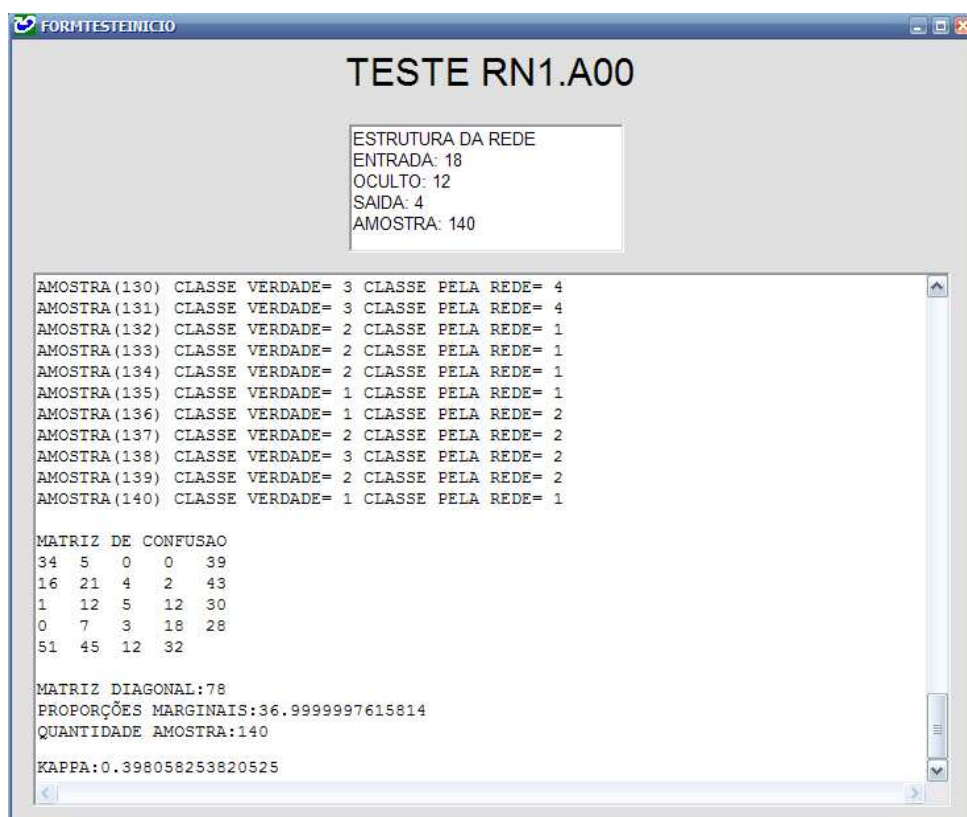 FORMTESTEINICIO
TESTE RN1.A00
ESTRUTURA DA REDE
ENTRADA: 18
OCULTO: 12
SAIDA: 4
AMOSTRA: 140
AMOSTRA(130) CLASSE VERDADE= 3 CLASSE PELA REDE= 4
AMOSTRA(131) CLASSE VERDADE= 3 CLASSE PELA REDE= 4
AMOSTRA(132) CLASSE VERDADE= 2 CLASSE PELA REDE= 1
AMOSTRA(133) CLASSE VERDADE= 2 CLASSE PELA REDE= 1
AMOSTRA(134) CLASSE VERDADE= 2 CLASSE PELA REDE= 1
AMOSTRA(135) CLASSE VERDADE= 1 CLASSE PELA REDE= 1
AMOSTRA(136) CLASSE VERDADE= 1 CLASSE PELA REDE= 2
AMOSTRA(137) CLASSE VERDADE= 2 CLASSE PELA REDE= 2
AMOSTRA(138) CLASSE VERDADE= 3 CLASSE PELA REDE= 2
AMOSTRA(139) CLASSE VERDADE= 2 CLASSE PELA REDE= 2
AMOSTRA(140) CLASSE VERDADE= 1 CLASSE PELA REDE= 1
MATRIZ DE CONFUSAO
34 5 0 0 39
16 21 4 2 43
1 12 5 12 30
0 7 3 18 28
51 45 12 32
MATRIZ DIAGONAL:78
PROPORÇÕES MARGINAIS:36.9999997615814
QUANTIDADE AMOSTRA:140
KAPPA:0.398058253820525